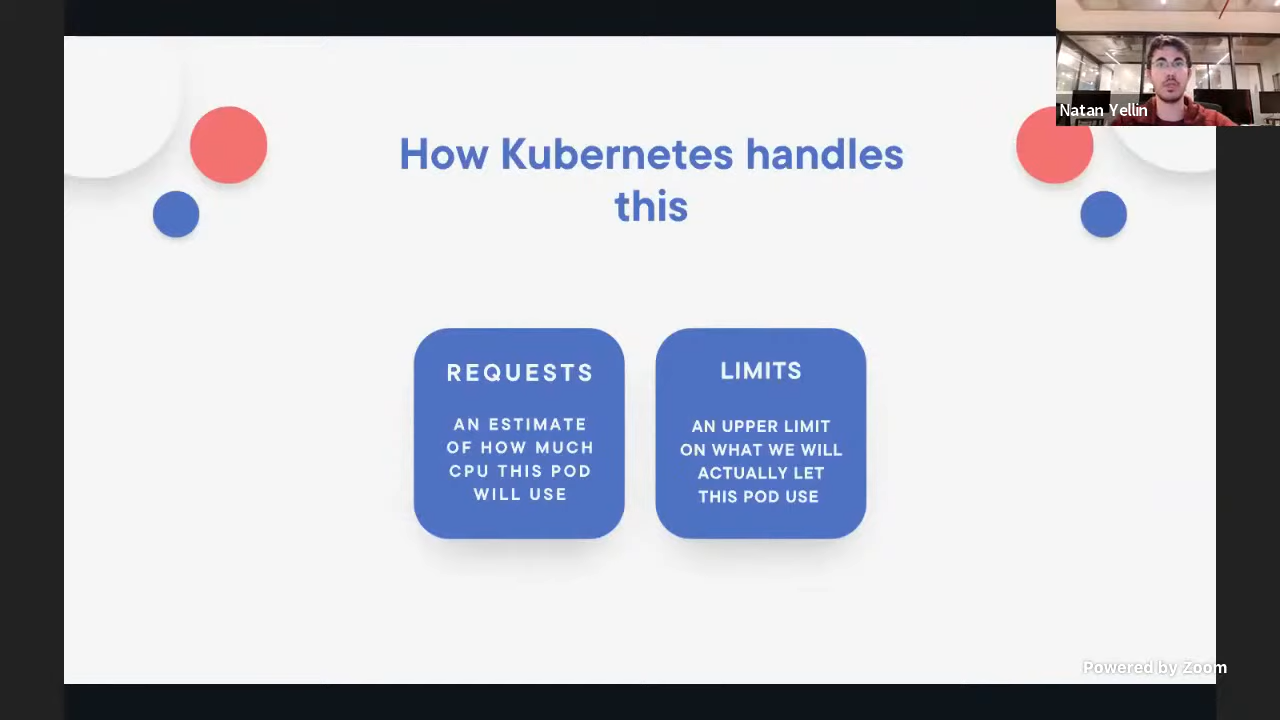 Natan Yellin
How Kubernetes handles
this
REQUESTS
AN ESTIMATE
OF HOW MUCH
CPU THIS POD
WILL USE
LIMITS
AN UPPER LIMIT
ON WHAT WE WILL
ACTUALLY LET
THIS POD USE
Powered by Zoom